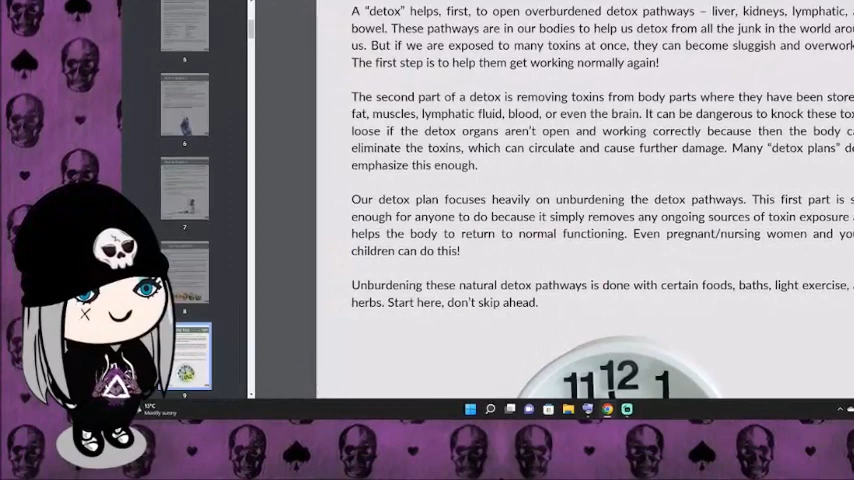 A “detox” helps, first, to open overburdened detox pathways – liver, kidneys, lymphatic,
bowel. These pathways are in our bodies to help us detox from all the junk in the world
us. But if we are exposed to many toxins at once, they can become sluggish and
The first step is to help them get working normally again!
The second part of a detox is removing toxins from body parts where they have been
fat, muscles, lymphatic fluid, blood, or even the brain. It can be dangerous to knock these
loose if the detox organs aren’t open and working correctly because then the body
eliminate the toxins, which can circulate and cause further damage. Many “detox plans”
emphasize this enough.
Our detox plan focuses heavily on unburdening the detox pathways. This first part is
enough for anyone to do because it simply removes any ongoing sources of toxin exposure
helps the body to return to normal functioning. Even pregnant/nursing women and
children can do this!
Unburdening these natural detox pathways is done with certain foods, baths, light exercise,
herbs. Start here, don’t skip ahead.
11 12 1
5
6
7
8
9
13°C
Mostly sunny